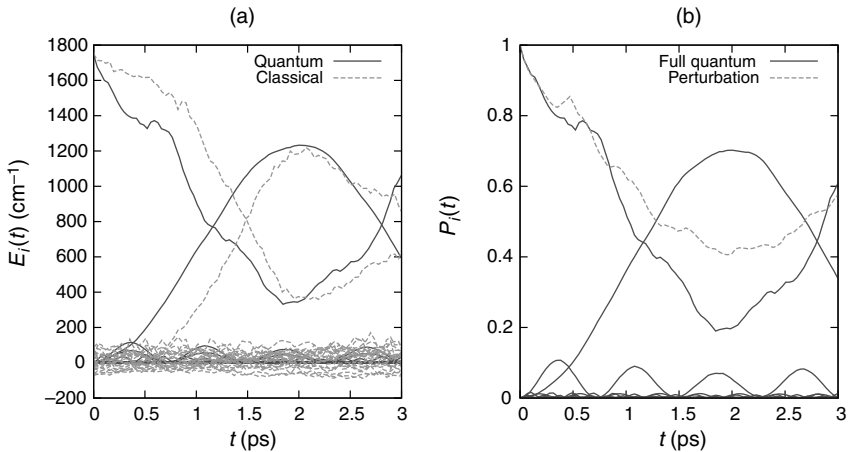 (a)
1800
1600
1400
1200
1000
800
600
400
200
0
−200
Quantum
Classical
E_i(t) (cm⁻¹)
0 0.5 1 1.5 2 2.5 3
t (ps)
(b)
1
0.8
0.6
0.4
0.2
0
Full quantum
Perturbation
P_i(t)
0 0.5 1 1.5 2 2.5 3
t (ps)